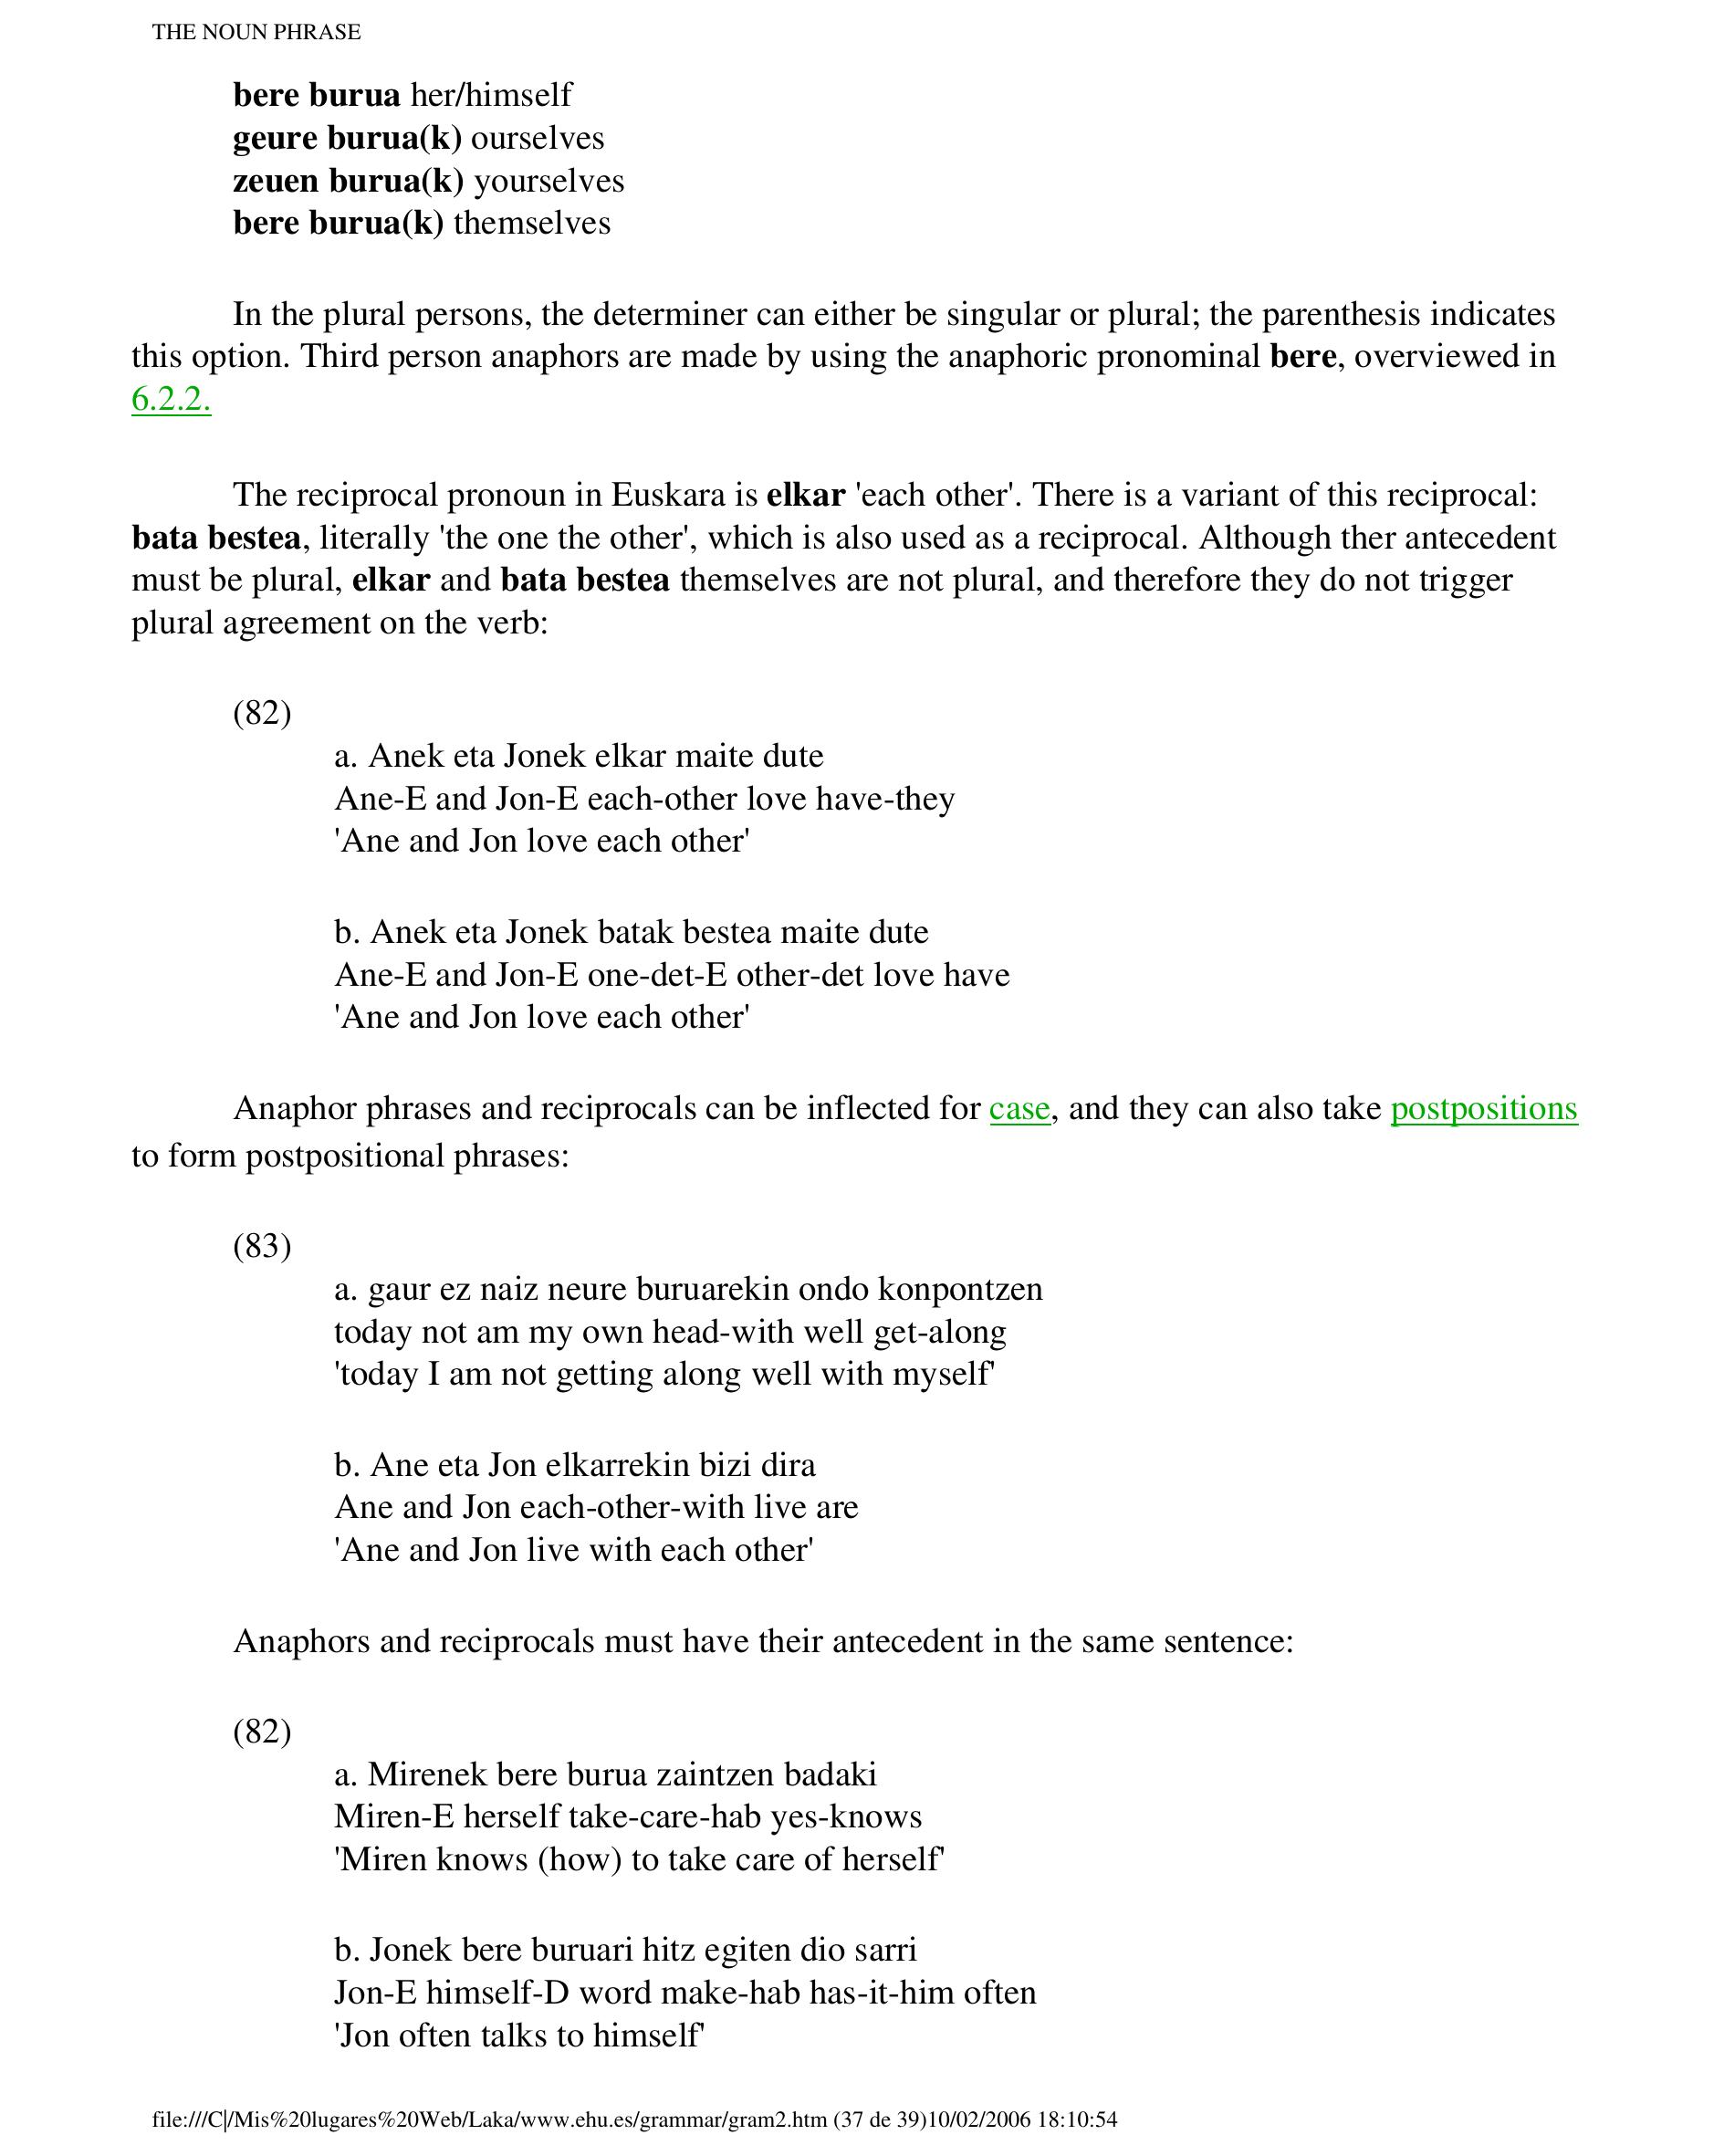 THE NOUN PHRASE
bere burua her/himself
geure burua(k) ourselves
zeuen burua(k) yourselves
bere burua(k) themselves
In the plural persons, the determiner can either be singular or plural; the parenthesis indicates
this option. Third person anaphors are made by using the anaphoric pronominal bere, overviewed in
6.2.2.
The reciprocal pronoun in Euskara is elkar 'each other'. There is a variant of this reciprocal:
bata bestea, literally 'the one the other', which is also used as a reciprocal. Although ther antecedent
must be plural, elkar and bata bestea themselves are not plural, and therefore they do not trigger
plural agreement on the verb:
(82)
a. Anek eta Jonek elkar maite dute
Ane-E and Jon-E each-other love have-they
'Ane and Jon love each other'
b. Anek eta Jonek batak bestea maite dute
Ane-E and Jon-E one-det-E other-det love have
'Ane and Jon love each other'
Anaphor phrases and reciprocals can be inflected for case, and they can also take postpositions
to form postpositional phrases:
(83)
a. gaur ez naiz neure buruarekin ondo konpontzen
today not am my own head-with well get-along
'today I am not getting along well with myself'
b. Ane eta Jon elkarrekin bizi dira
Ane and Jon each-other-with live are
'Ane and Jon live with each other'
Anaphors and reciprocals must have their antecedent in the same sentence:
(82)
a. Mirenek bere burua zaintzen badaki
Miren-E herself take-care-hab yes-knows
'Miren knows (how) to take care of herself'
b. Jonek bere buruari hitz egiten dio sarri
Jon-E himself-D word make-hab has-it-him often
'Jon often talks to himself'
file:///C|/Mis%20lugares%20Web/Laka/www.ehu.es/grammar/gram2.htm (37 de 39)10/02/2006 18:10:54